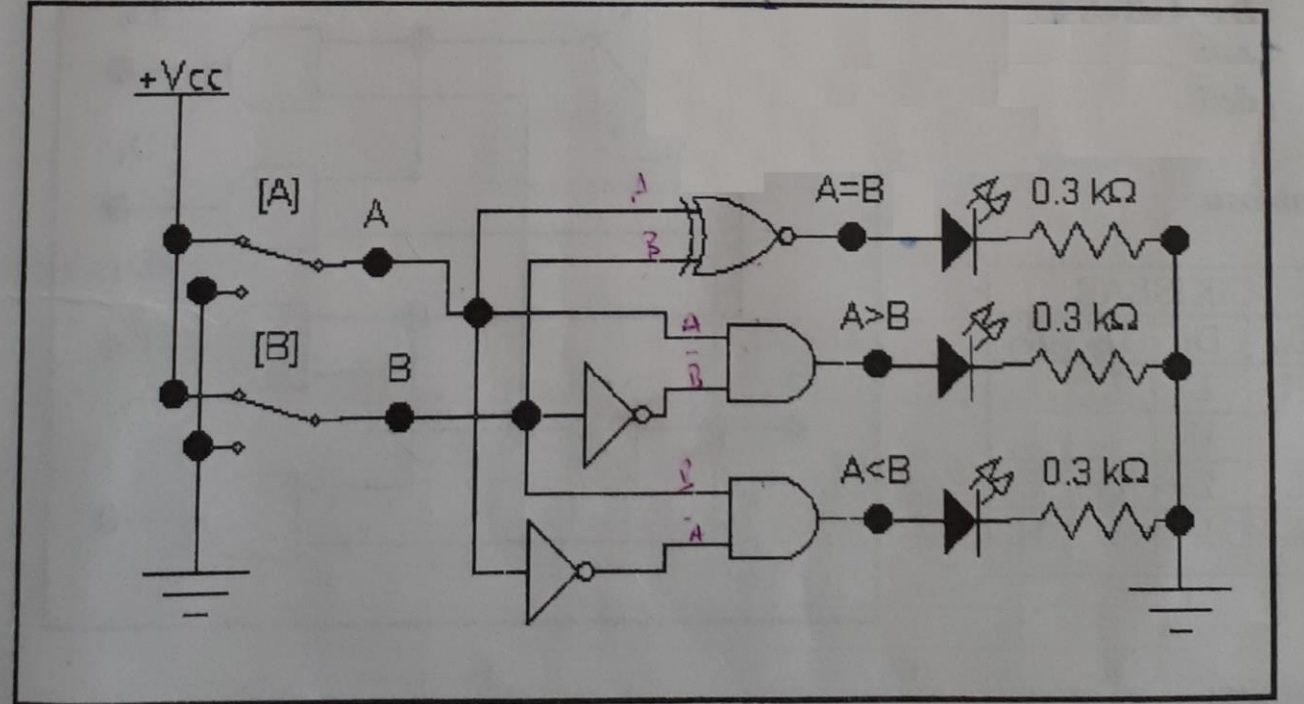 +Vcc
[A]
A
A
B
A=B
0.3 kΩ
[B]
B
A
B̄
A>B
0.3 kΩ
B
Ā
A<B
0.3 kΩ